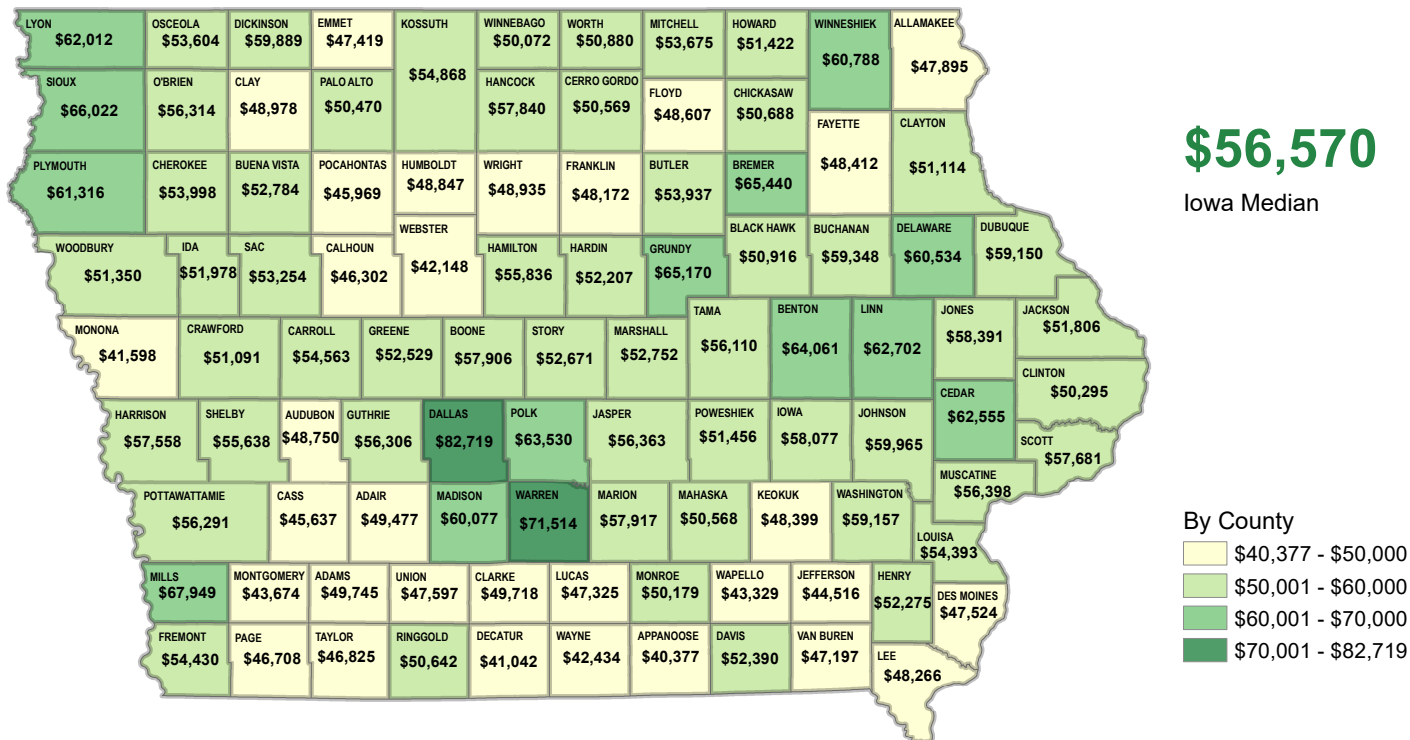 LYON
$62,012
OSCEOLA
$53,604
DICKINSON
$59,889
EMMET
$47,419
KOSSUTH
$54,868
WINNEBAGO
$50,072
WORTH
$50,880
MITCHELL
$53,675
HOWARD
$51,422
WINNESHIEK
$60,788
ALLAMAKEE
$47,895
SIOUX
$66,022
O'BRIEN
$56,314
CLAY
$48,978
PALO ALTO
$50,470
HANCOCK
$57,840
CERRO GORDO
$50,569
FLOYD
$48,607
CHICKASAW
$50,688
FAYETTE
$48,412
CLAYTON
$51,114
PLYMOUTH
$61,316
CHEROKEE
$53,998
BUENA VISTA
$52,784
POCAHONTAS
$45,969
HUMBOLDT
$48,847
WRIGHT
$48,935
FRANKLIN
$48,172
BUTLER
$53,937
BREMER
$65,440
WOODBURY
$51,350
IDA
$51,978
SAC
$53,254
CALHOUN
$46,302
WEBSTER
$42,148
HAMILTON
$55,836
HARDIN
$52,207
GRUNDY
$65,170
BLACK HAWK
$50,916
BUCHANAN
$59,348
DELAWARE
$60,534
DUBUQUE
$59,150
MONONA
$41,598
CRAWFORD
$51,091
CARROLL
$54,563
GREENE
$52,529
BOONE
$57,906
STORY
$52,671
MARSHALL
$52,752
TAMA
$56,110
BENTON
$64,061
LINN
$62,702
JONES
$58,391
JACKSON
$51,806
CLINTON
$50,295
HARRISON
$57,558
SHELBY
$55,638
AUDUBON
$48,750
GUTHRIE
$56,306
DALLAS
$82,719
POLK
$63,530
JASPER
$56,363
POWESHIEK
$51,456
IOWA
$58,077
JOHNSON
$59,965
CEDAR
$62,555
SCOTT
$57,681
MUSCATINE
$56,398
POTTAWATTAMIE
$56,291
CASS
$45,637
ADAIR
$49,477
MADISON
$60,077
WARREN
$71,514
MARION
$57,917
MAHASKA
$50,568
KEOKUK
$48,399
WASHINGTON
$59,157
LOUISA
$54,393
MILLS
$67,949
MONTGOMERY
$43,674
ADAMS
$49,745
UNION
$47,597
CLARKE
$49,718
LUCAS
$47,325
MONROE
$50,179
WAPELLO
$43,329
JEFFERSON
$44,516
HENRY
$52,275
DES MOINES
$47,524
FREMONT
$54,430
PAGE
$46,708
TAYLOR
$46,825
RINGGOLD
$50,642
DECATUR
$41,042
WAYNE
$42,434
APPANOOSE
$40,377
DAVIS
$52,390
VAN BUREN
$47,197
LEE
$48,266
$56,570
Iowa Median
By County
$40,377 - $50,000
$50,001 - $60,000
$60,001 - $70,000
$70,001 - $82,719